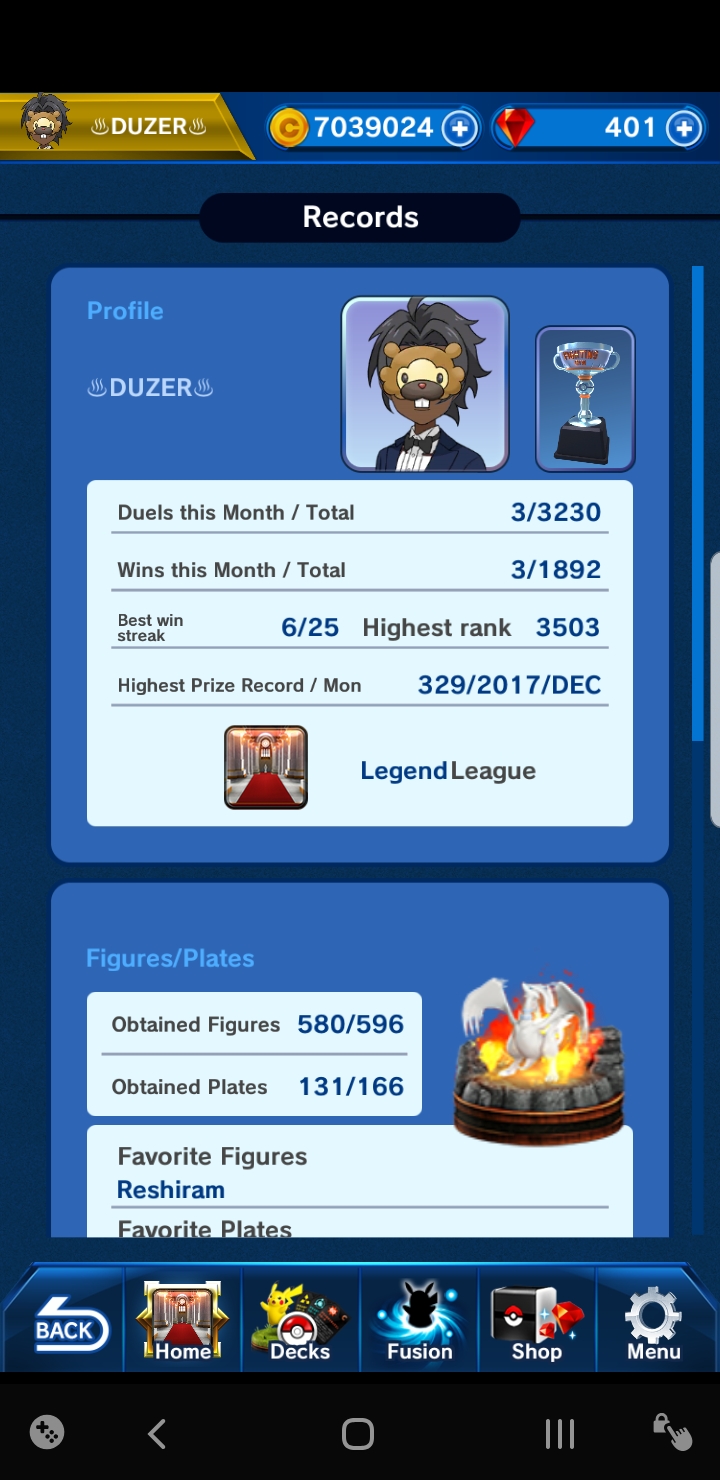 ♨DUZER♨
C 7039024 +
401 +
Records
Profile
♨DUZER♨
Duels this Month / Total 3/3230
Wins this Month / Total 3/1892
Best win streak 6/25 Highest rank 3503
Highest Prize Record / Mon 329/2017/DEC
LegendLeague
Figures/Plates
Obtained Figures 580/596
Obtained Plates 131/166
Favorite Figures
Reshiram
Favorite Plates
BACK Home Decks Fusion Shop Menu